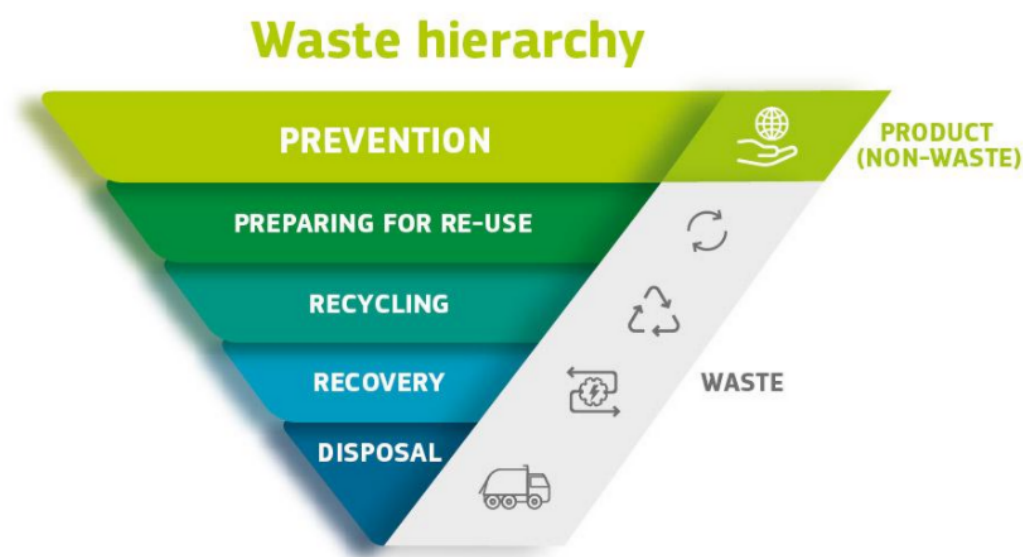 Waste hierarchy
PREVENTION
PRODUCT
(NON-WASTE)
PREPARING FOR RE-USE
RECYCLING
RECOVERY
WASTE
DISPOSAL